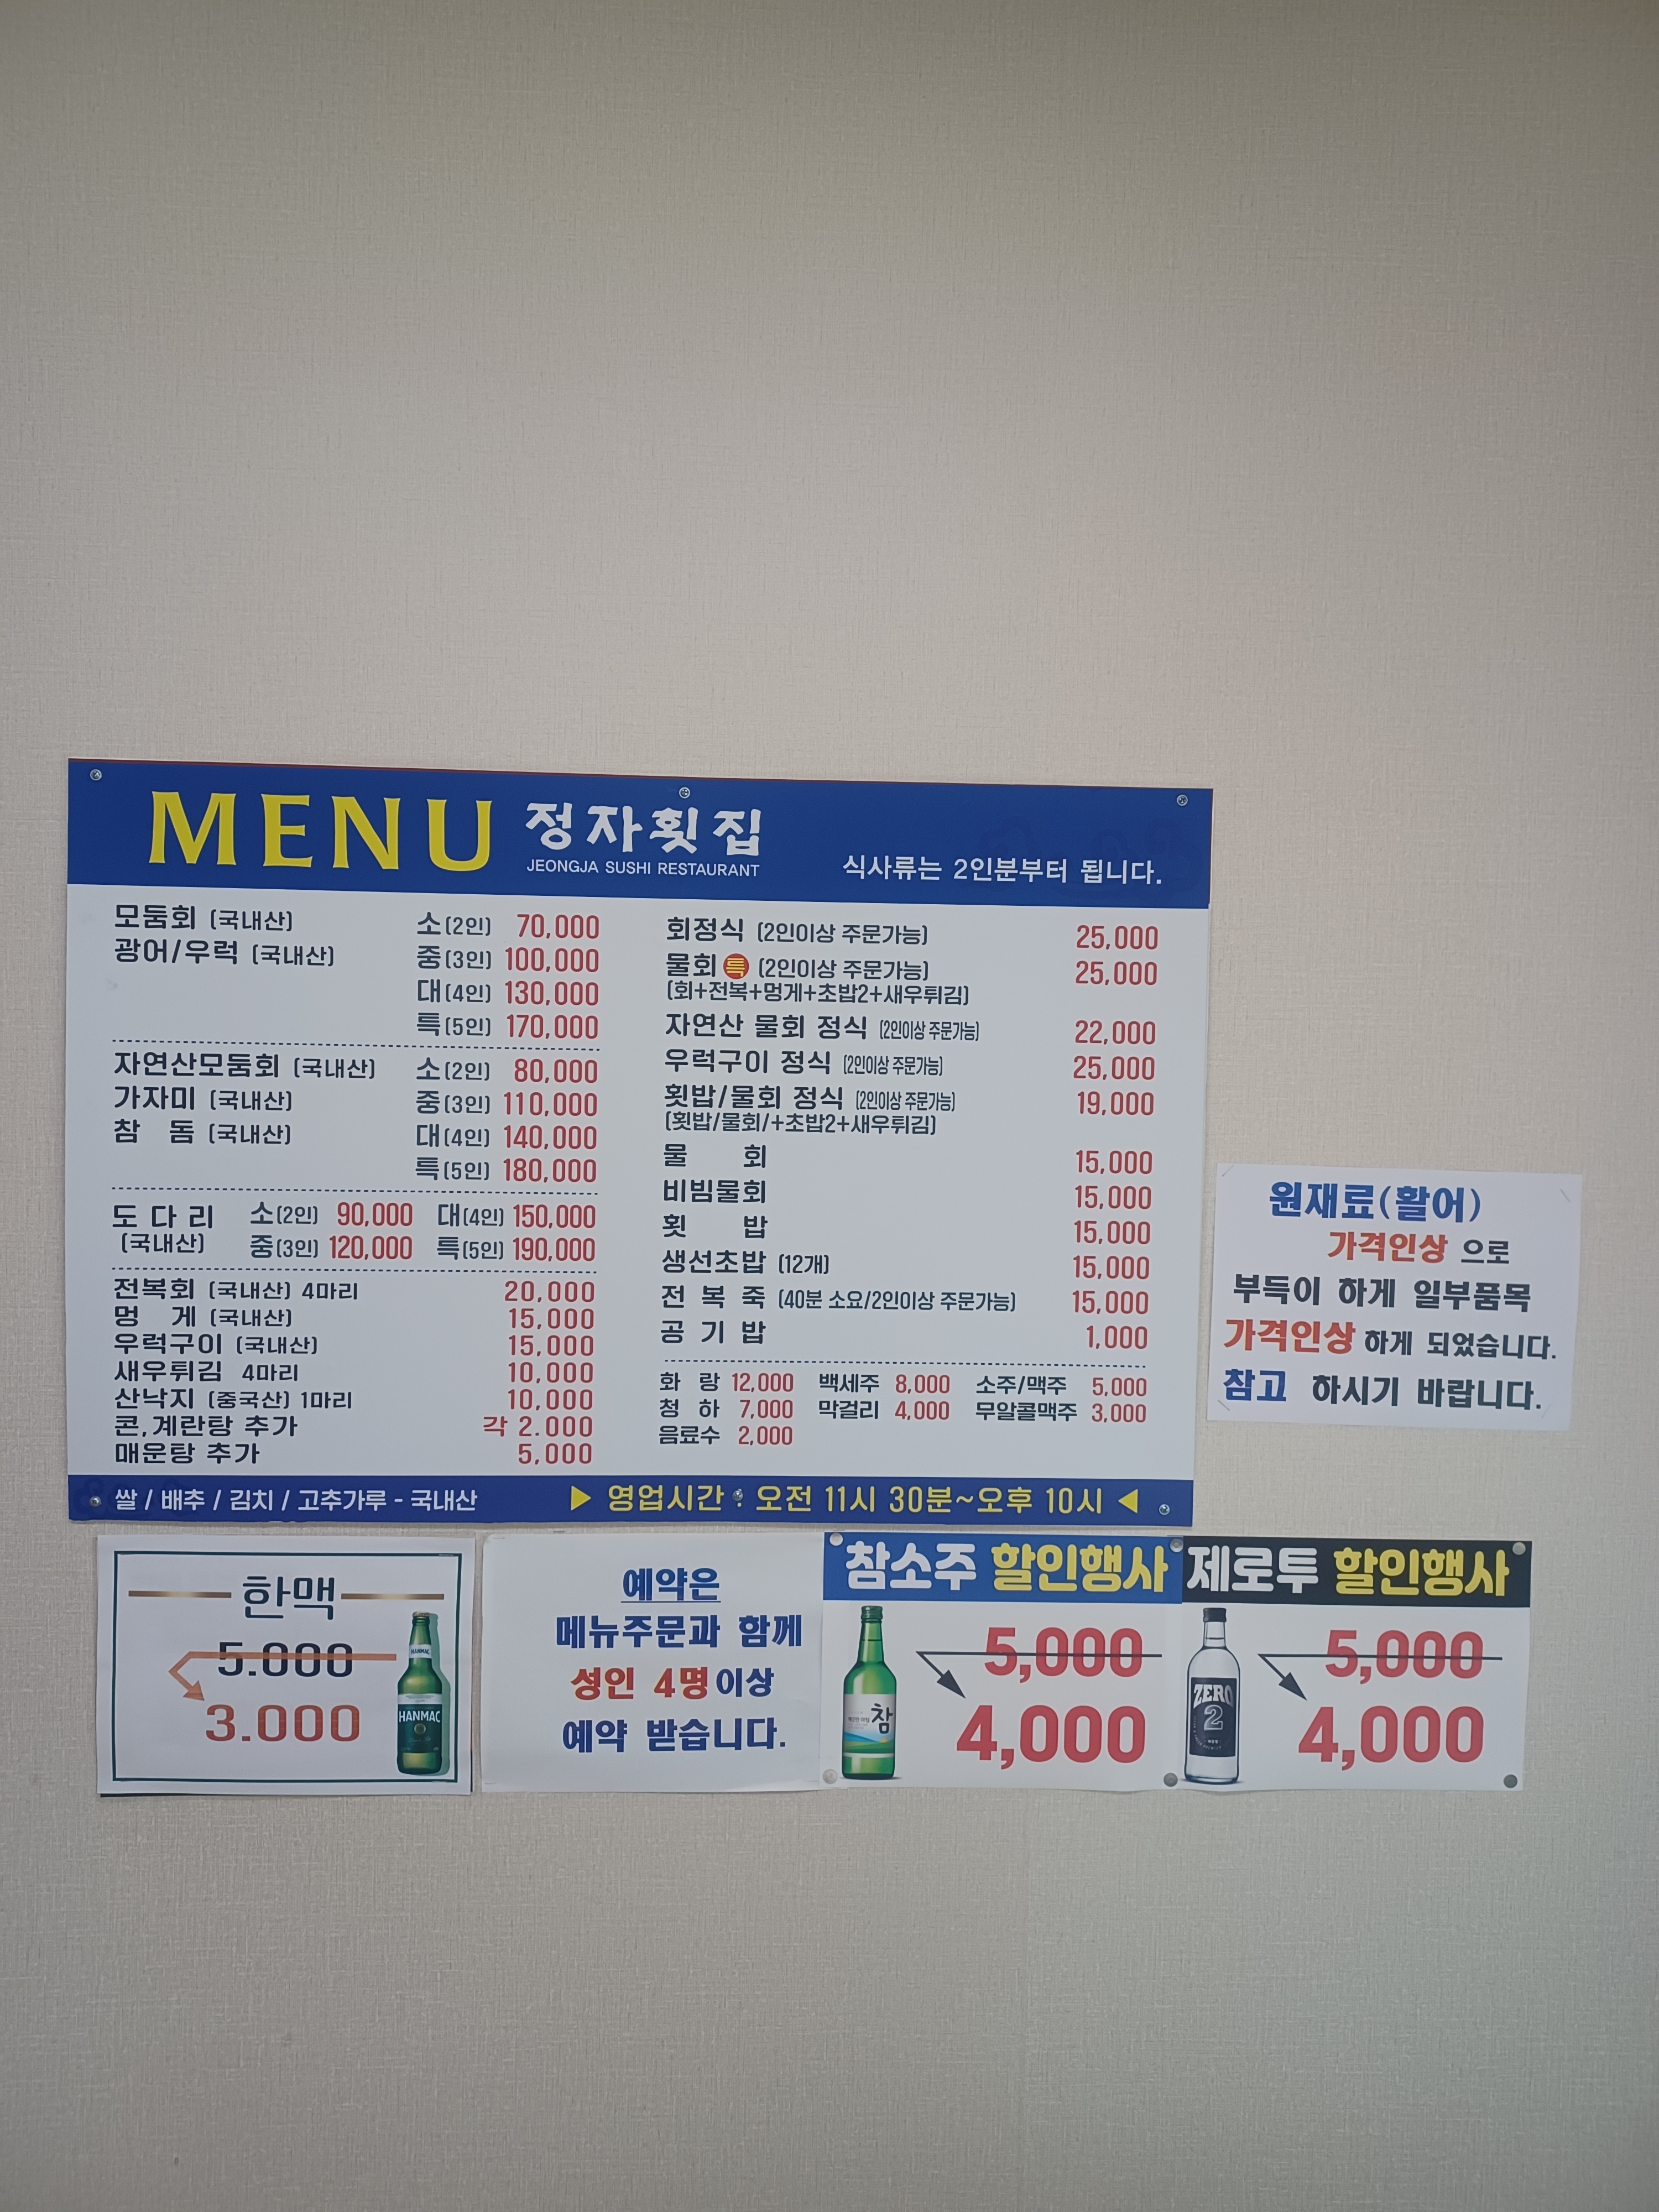 MENU 정자횟집
JEONGJA SUSHI RESTAURANT
식사류는 2인분부터 됩니다.
모둠회 (국내산) 소(2인) 70,000
광어/우럭 (국내산) 중(3인) 100,000
대(4인) 130,000
특(5인) 170,000
자연산모둠회 (국내산) 소(2인) 80,000
가자미 (국내산) 중(3인) 110,000
참 돔 (국내산) 대(4인) 140,000
특(5인) 180,000
도다리 소(2인) 90,000 대(4인) 150,000
(국내산) 중(3인) 120,000 특(5인) 190,000
전복회 (국내산) 4마리 20,000
멍 게 (국내산) 15,000
우럭구이 (국내산) 15,000
새우튀김 4마리 10,000
산낙지 (중국산) 1마리 10,000
콘,계란탕 추가 각 2.000
매운탕 추가 5,000
회정식 (2인이상 주문가능) 25,000
물회 특 (2인이상 주문가능) 25,000
(회+전복+멍게+초밥2+새우튀김)
자연산 물회 정식 (2인이상 주문가능) 22,000
우럭구이 정식 (2인이상 주문가능) 25,000
횟밥/물회 정식 (2인이상 주문가능) 19,000
(횟밥/물회/+초밥2+새우튀김)
물 회 15,000
비빔물회 15,000
횟 밥 15,000
생선초밥 (12개) 15,000
전 복 죽 (40분 소요/2인이상 주문가능) 15,000
공 기 밥 1,000
화 랑 12,000 백세주 8,000 소주/맥주 5,000
청 하 7,000 막걸리 4,000 무알콜맥주 3,000
음료수 2,000
쌀 / 배추 / 김치 / 고추가루 - 국내산
▶ 영업시간 : 오전 11시 30분~오후 10시 ◀
원재료(활어)
가격인상 으로
부득이 하게 일부품목
가격인상 하게 되었습니다.
참고 하시기 바랍니다.
한맥
5.000
3.000
HANMAC
HANMAC
예약은
메뉴주문과 함께
성인 4명 이상
예약 받습니다.
참소주 할인행사
5,000
4,000
참
제로투 할인행사
5,000
4,000
ZERO
2